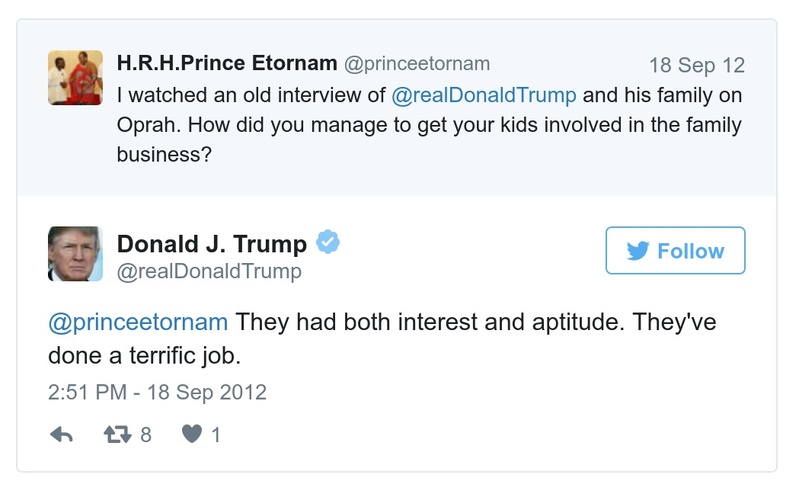 H.R.H.Prince Etornam @princeetornam 18 Sep 12
I watched an old interview of @realDonaldTrump and his family on
Oprah. How did you manage to get your kids involved in the family
business?
Donald J. Trump
@realDonaldTrump
Follow
@princeetornam They had both interest and aptitude. They've
done a terrific job.
2:51 PM - 18 Sep 2012
8 1